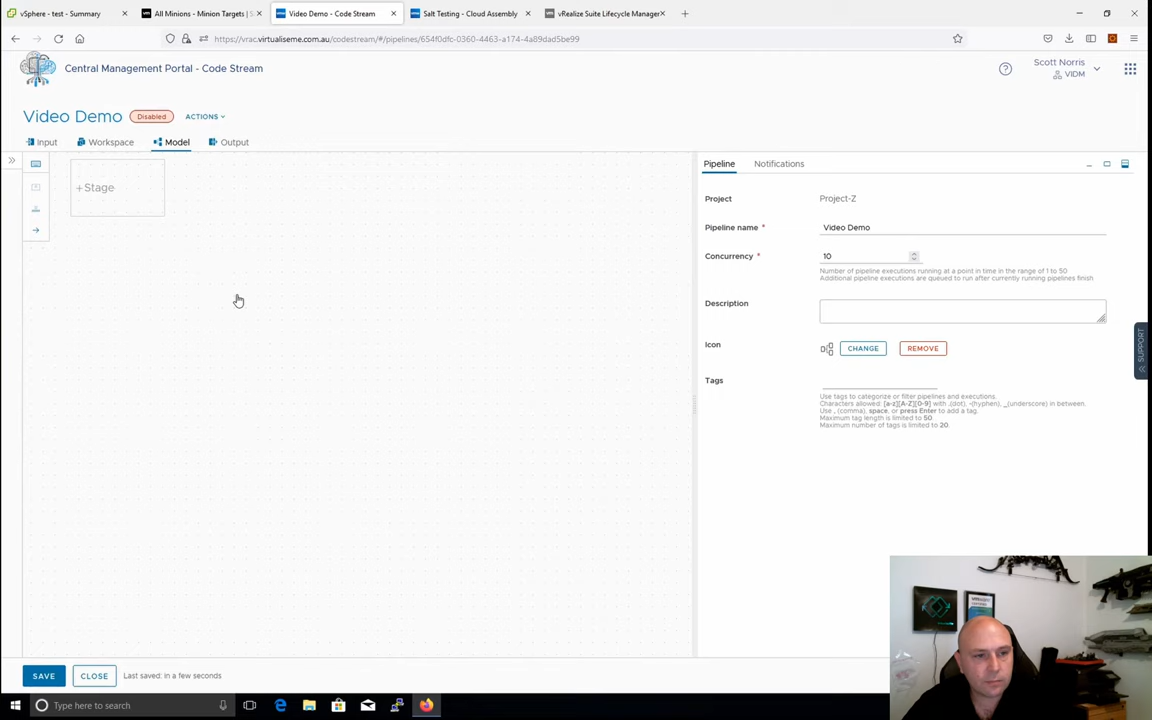 vSphere - test - Summary
All Minions - Minion Targets | S
Video Demo - Code Stream
Salt Testing - Cloud Assembly
vRealize Suite Lifecycle Manager
https://vrac.virtualiseme.com.au/codestream/#/pipelines/654f0dfc-0360-4463-a174-4a89dad5be99
Central Management Portal - Code Stream
Scott Norris
VIDM
Video Demo
Disabled
ACTIONS
Input
Workspace
Model
Output
+ Stage
Pipeline
Notifications
Project
Project-Z
Pipeline name *
Video Demo
Concurrency *
10
Number of pipeline executions running at a point in time in the range of 1 to 50
Additional pipeline executions are queued to run after currently running pipelines finish
Description
Icon
CHANGE
REMOVE
Tags
Use tags to categorize or filter pipelines and executions.
Characters allowed: [a-z][A-Z][0-9] with .(dot), -(hyphen), _(underscore) in between.
Use , (comma), space, or press Enter to add a tag.
Maximum tag length is limited to 50
Maximum number of tags is limited to 20.
SUPPORT
SAVE
CLOSE
Last saved: in a few seconds
Type here to search